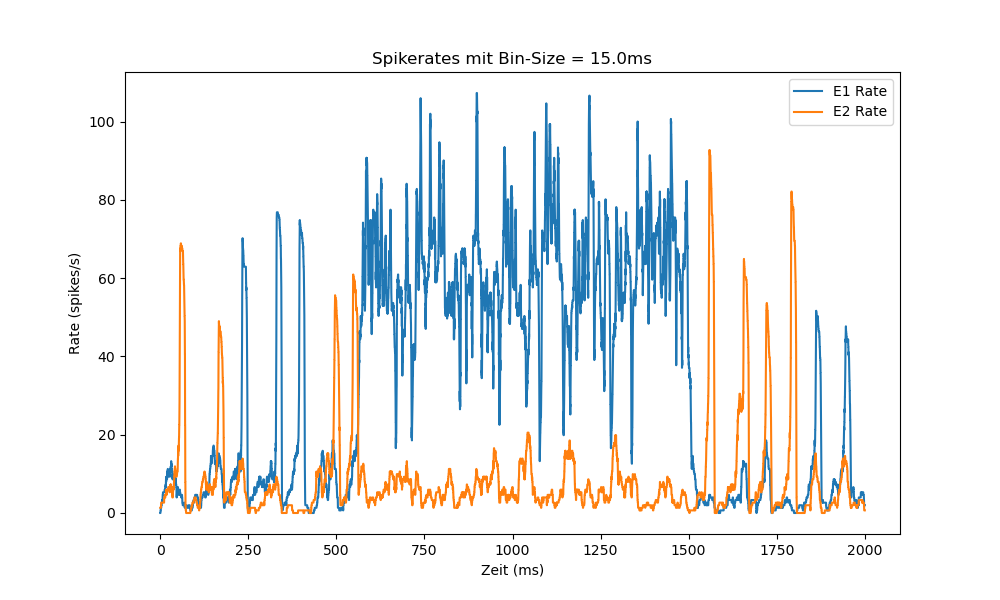 Spikerates mit Bin-Size = 15.0ms
E1 Rate
E2 Rate
100
80
60
40
20
0
Rate (spikes/s)
0 250 500 750 1000 1250 1500 1750 2000
Zeit (ms)